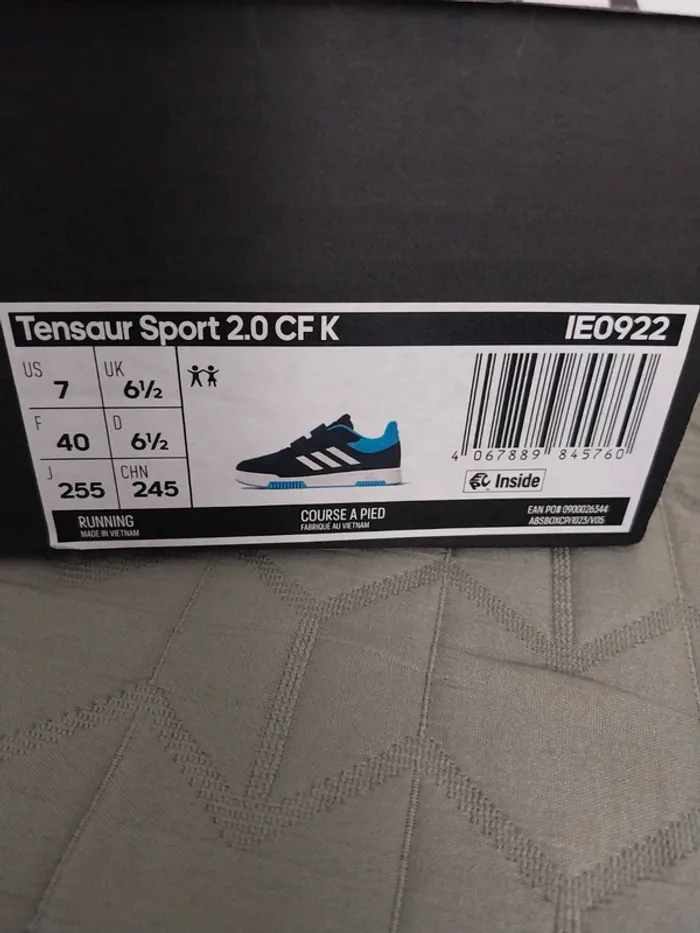 Tensaur Sport 2.0 CF K IE0922
US 7 UK 6½
F 40 D 6½
J 255 CHN 245
4 067889 845760
Inside
RUNNING
MADE IN VIETNAM
COURSE A PIED
FABRIQUÉ AU VIETNAM
EAN PO# 0900026344
ABSBOXCP/1023/V05